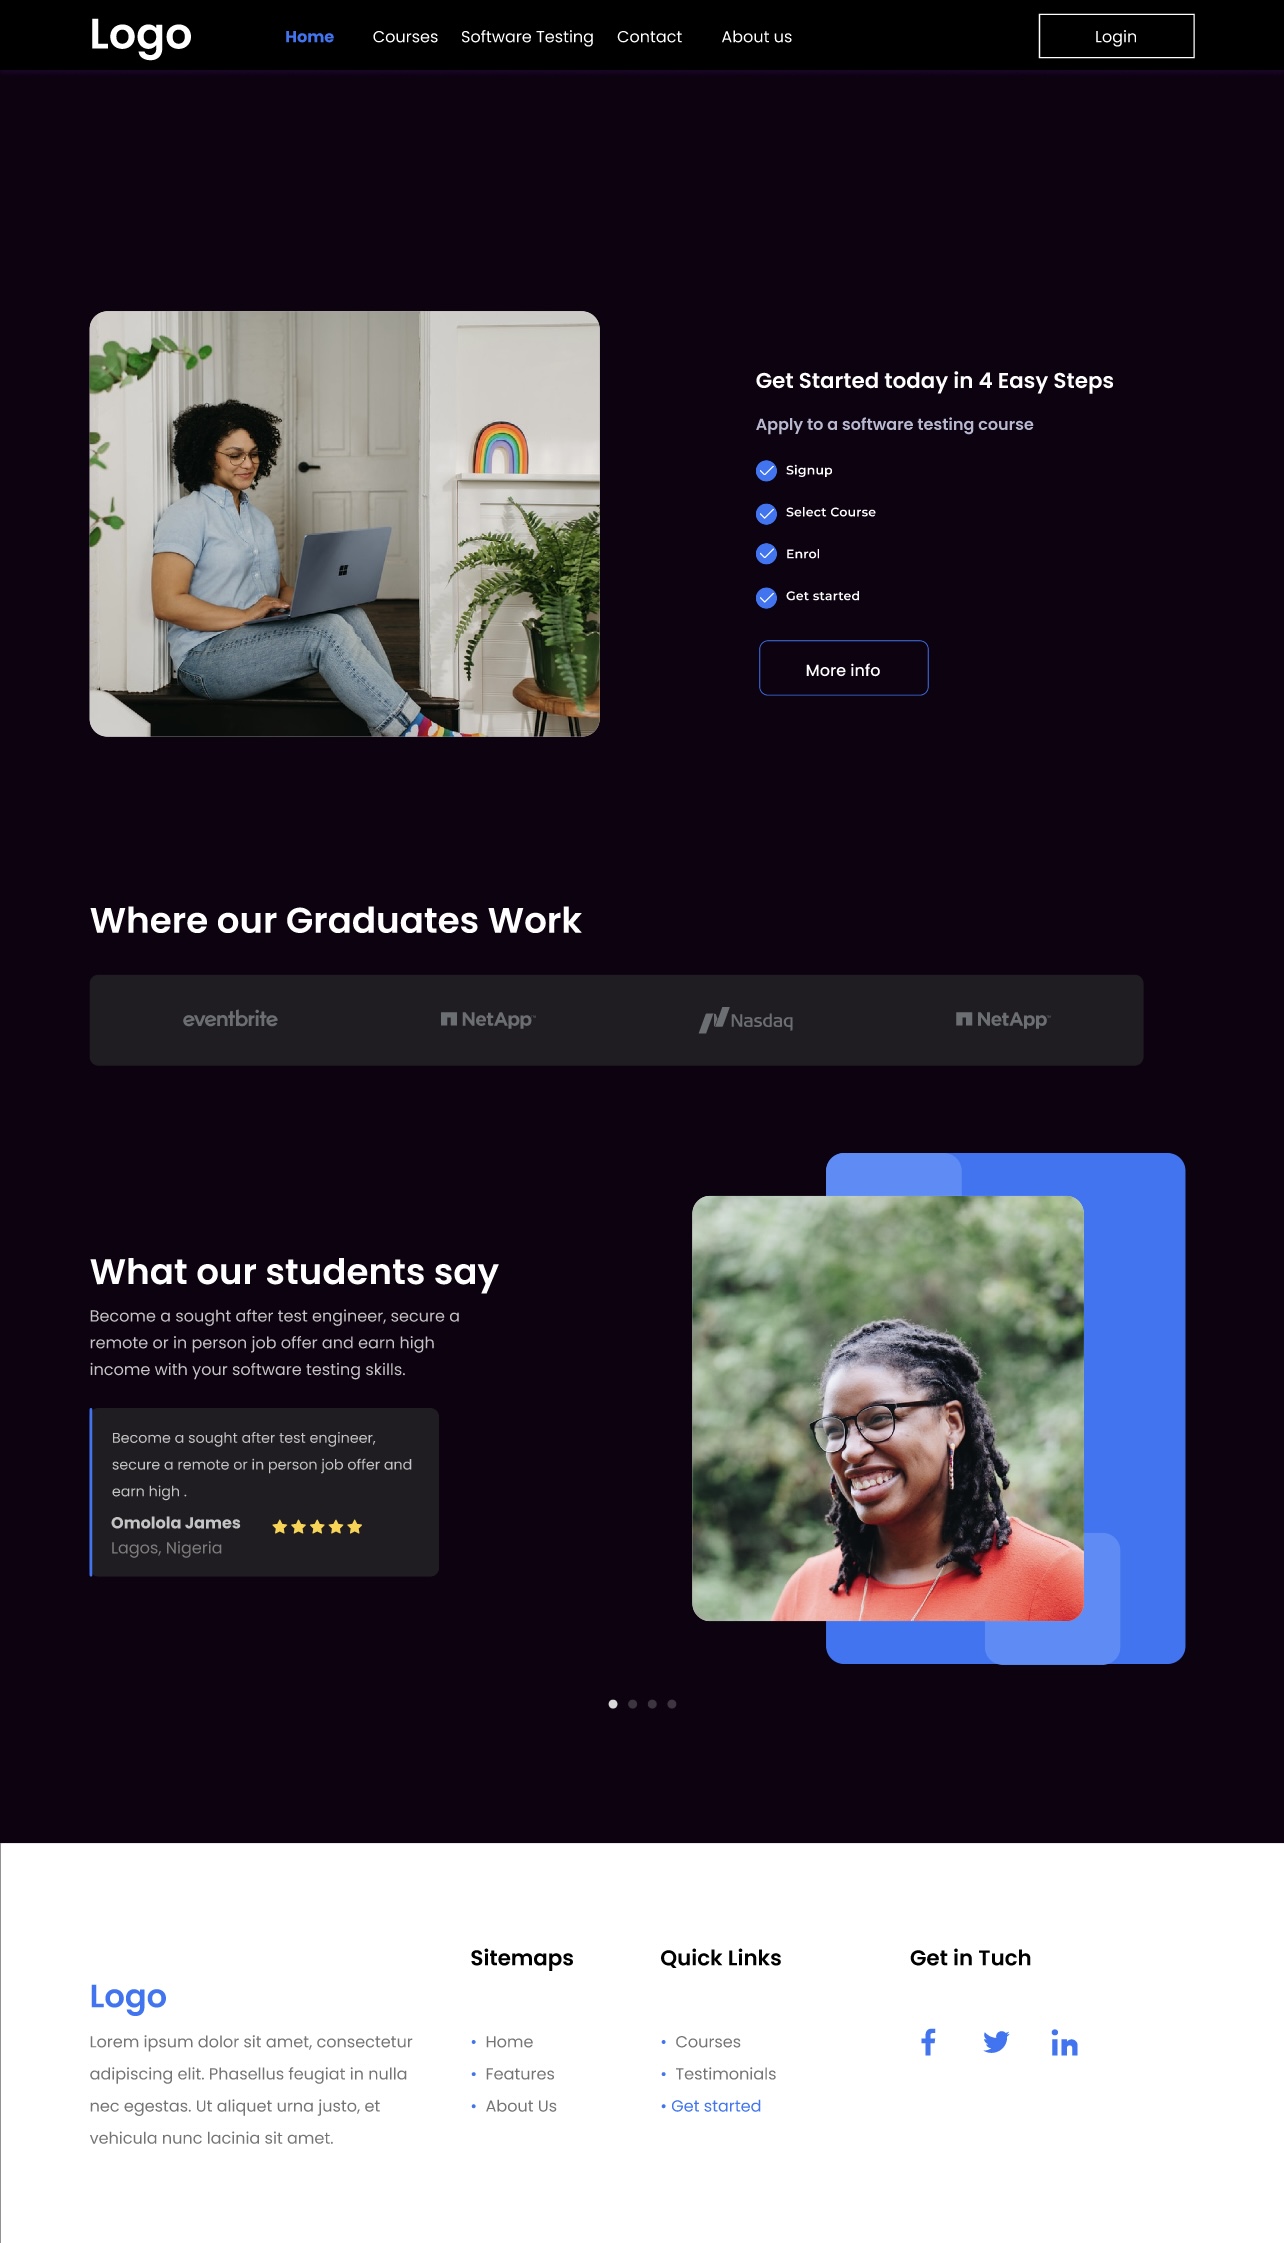 Logo
Home
Courses
Software Testing
Contact
About us
Login
Get Started today in 4 Easy Steps
Apply to a software testing course
Signup
Select Course
Enrol
Get started
More info
Where our Graduates Work
eventbrite
NetApp™
Nasdaq
NetApp™
What our students say
Become a sought after test engineer, secure a
remote or in person job offer and earn high
income with your software testing skills.
Become a sought after test engineer,
secure a remote or in person job offer and
earn high .
Omolola James
Lagos, Nigeria
Logo
Lorem ipsum dolor sit amet, consectetur
adipiscing elit. Phasellus feugiat in nulla
nec egestas. Ut aliquet urna justo, et
vehicula nunc lacinia sit amet.
Sitemaps
• Home
• Features
• About Us
Quick Links
• Courses
• Testimonials
• Get started
Get in Tuch